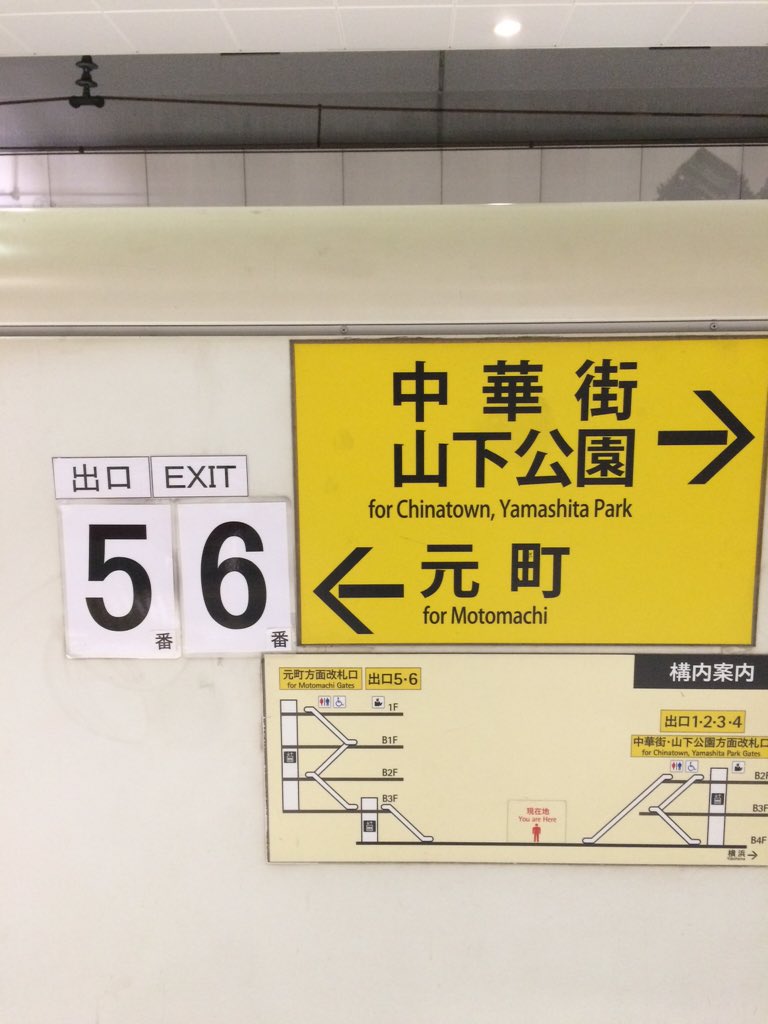 中華街
山下公園
for Chinatown, Yamashita Park
元町
for Motomachi
出口 EXIT
5番 6番
構内案内
元町方面改札口 出口5・6
for Motomachi Gates
1F
B1F
B2F
B3F
現在地
You are Here
出口1・2・3・4
中華街・山下公園方面改札口
for Chinatown, Yamashita Park Gates
B2F
B3F
B4F
横浜
Yokohama